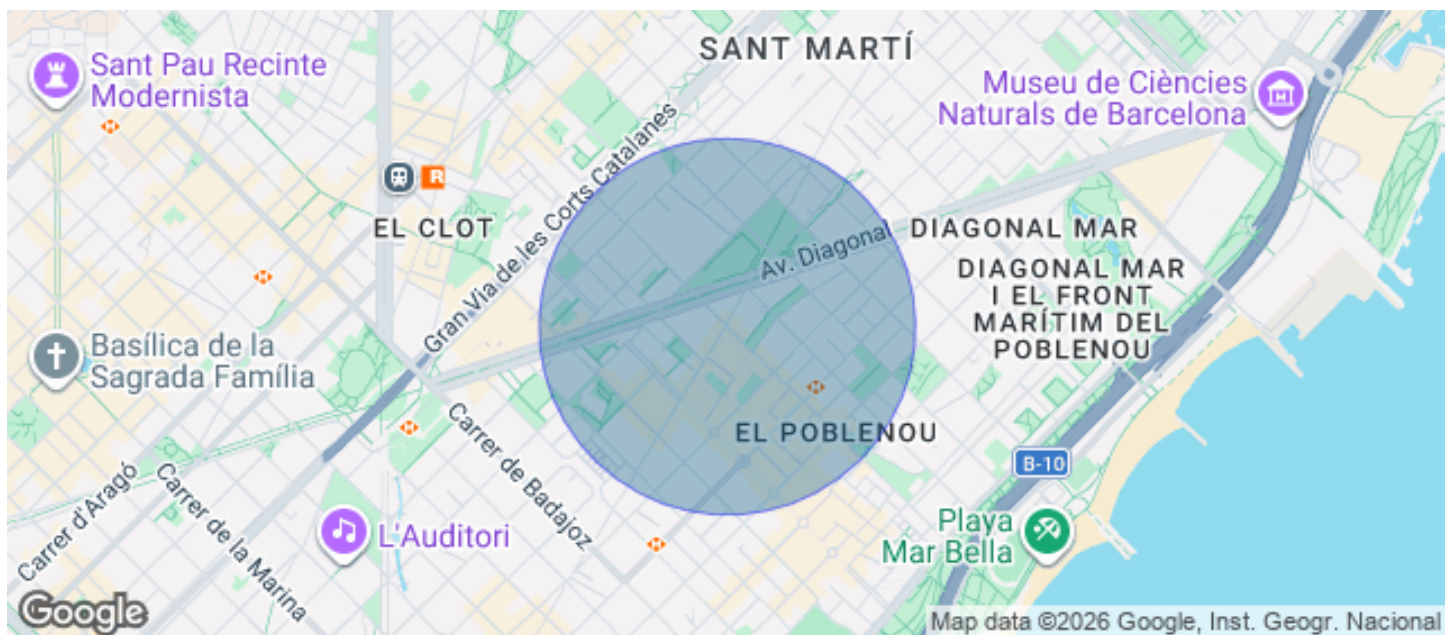 SANT MARTÍ
Sant Pau Recinte
Modernista
Museu de Ciències
Naturals de Barcelona
R
Gran Via de les Corts Catalanes
EL CLOT
Av. Diagonal
DIAGONAL MAR
DIAGONAL MAR
I EL FRONT
MARÍTIM DEL
POBLENOU
Basílica de la
Sagrada Família
EL POBLENOU
Carrer de Badajoz
B-10
Carrer d'Aragó
Carrer de la Marina
L'Auditori
Playa
Mar Bella
Google
Map data ©2026 Google, Inst. Geogr. Nacional